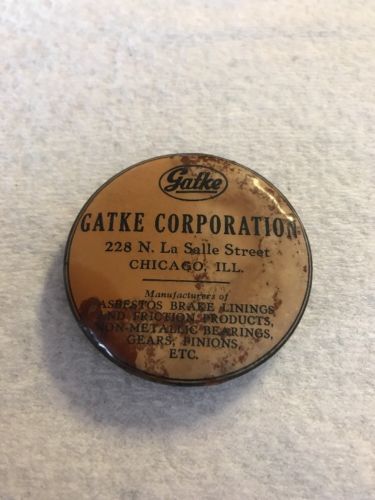 Gatke
GATKE CORPORATION
228 N. La Salle Street
CHICAGO, ILL.
Manufacturers of
ASBESTOS BRAKE LININGS
AND FRICTION PRODUCTS,
NON-METALLIC BEARINGS,
GEARS, PINIONS
ETC.